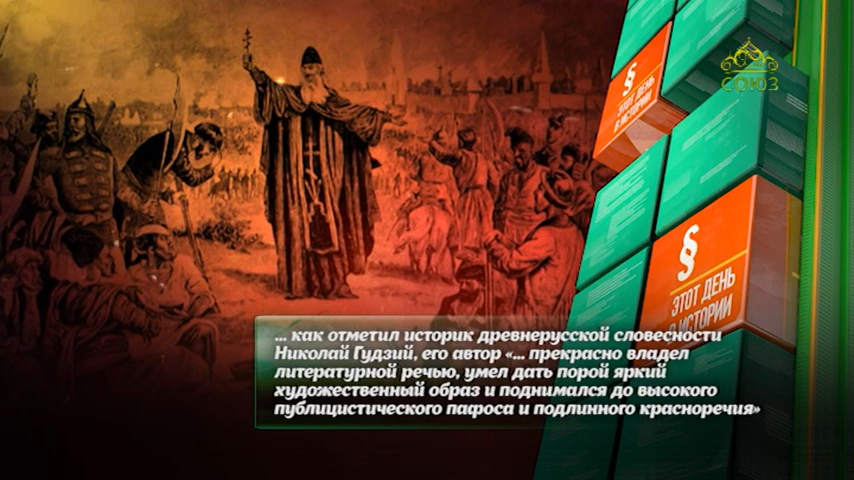 СОЮЗ
§
ЭТОТ ДЕНЬ
В ИСТОРИИ
§
ЭТОТ ДЕНЬ
В ИСТОРИИ
... как отметил историк древнерусской словесности
Николай Гудзий, его автор «... прекрасно владел
литературной речью, умел дать порой яркий
художественный образ и поднимался до высокого
публицистического пафоса и подлинного красноречия»